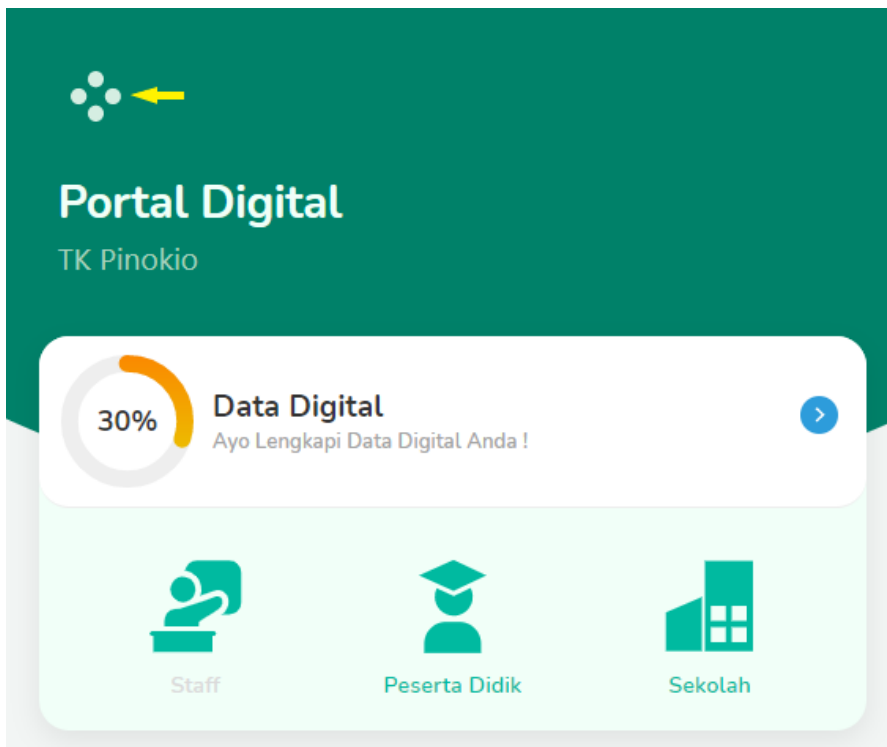 Portal Digital
TK Pinokio
30%
Data Digital
Ayo Lengkapi Data Digital Anda !
Staff
Peserta Didik
Sekolah